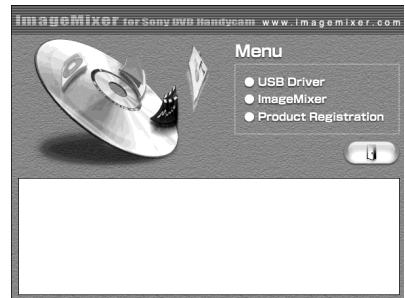 ImageMixer for Sony DVD Handycam www.imagemixer.com
Menu
USB Driver
ImageMixer
Product Registration